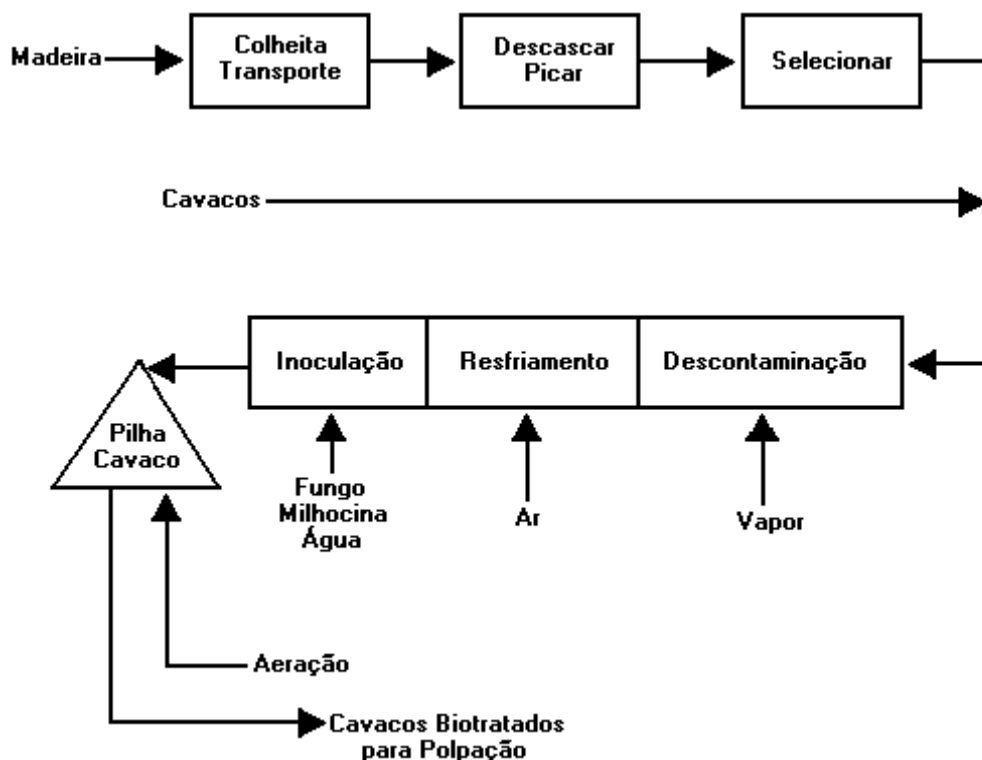 Madeira
Colheita
Transporte
Descascar
Picar
Selecionar
Cavacos
Inoculação
Resfriamento
Descontaminação
Pilha
Cavaco
Fungo
Milhocina
Água
Ar
Vapor
Aeração
Cavacos Biotratados
para Polpação